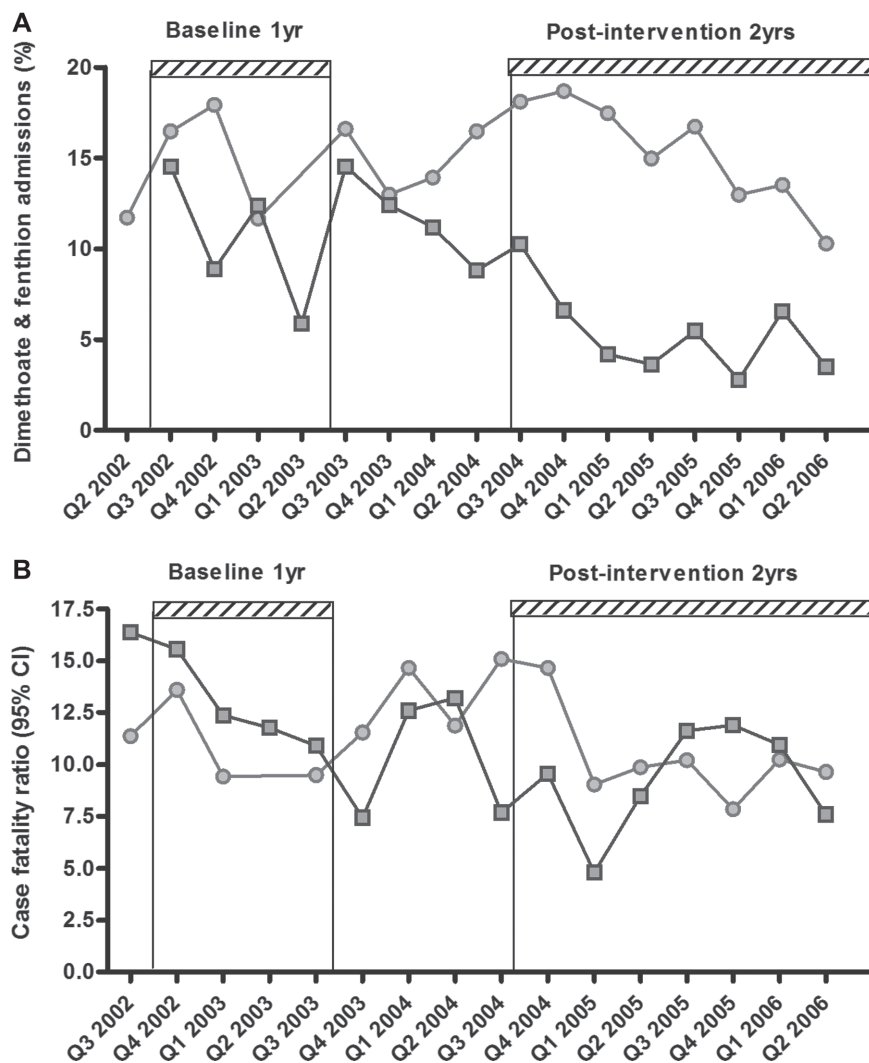 A
Baseline 1yr
Post-intervention 2yrs
Dimethoate & fenthion admissions (%)
20
15
10
5
0
Q2 2002
Q3 2002
Q4 2002
Q1 2003
Q2 2003
Q3 2003
Q4 2003
Q1 2004
Q2 2004
Q3 2004
Q4 2004
Q1 2005
Q2 2005
Q3 2005
Q4 2005
Q1 2006
Q2 2006
B
Baseline 1yr
Post-intervention 2yrs
Case fatality ratio (95% CI)
17.5
15.0
12.5
10.0
7.5
5.0
2.5
0.0
Q3 2002
Q4 2002
Q1 2003
Q2 2003
Q3 2003
Q4 2003
Q1 2004
Q2 2004
Q3 2004
Q4 2004
Q1 2005
Q2 2005
Q3 2005
Q4 2005
Q1 2006
Q2 2006